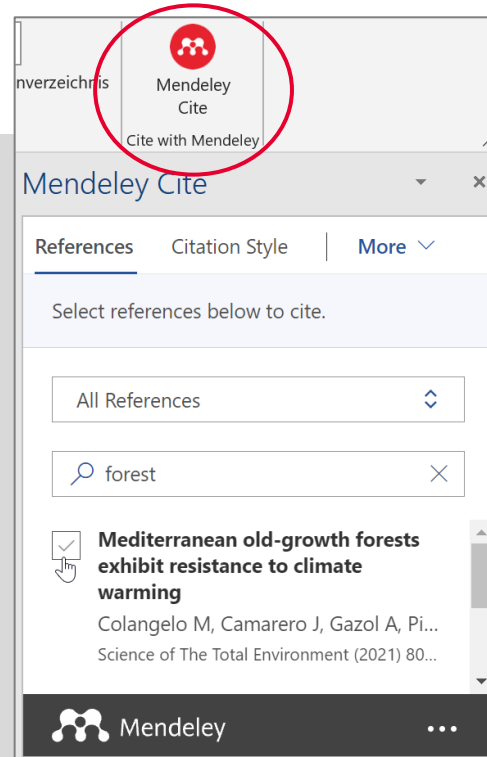 nverzeichnis
Mendeley
Cite
Cite with Mendeley
Mendeley Cite
References Citation Style More
Select references below to cite.
All References
forest
Mediterranean old-growth forests
exhibit resistance to climate
warming
Colangelo M, Camarero J, Gazol A, Pi...
Science of The Total Environment (2021) 80...
Mendeley